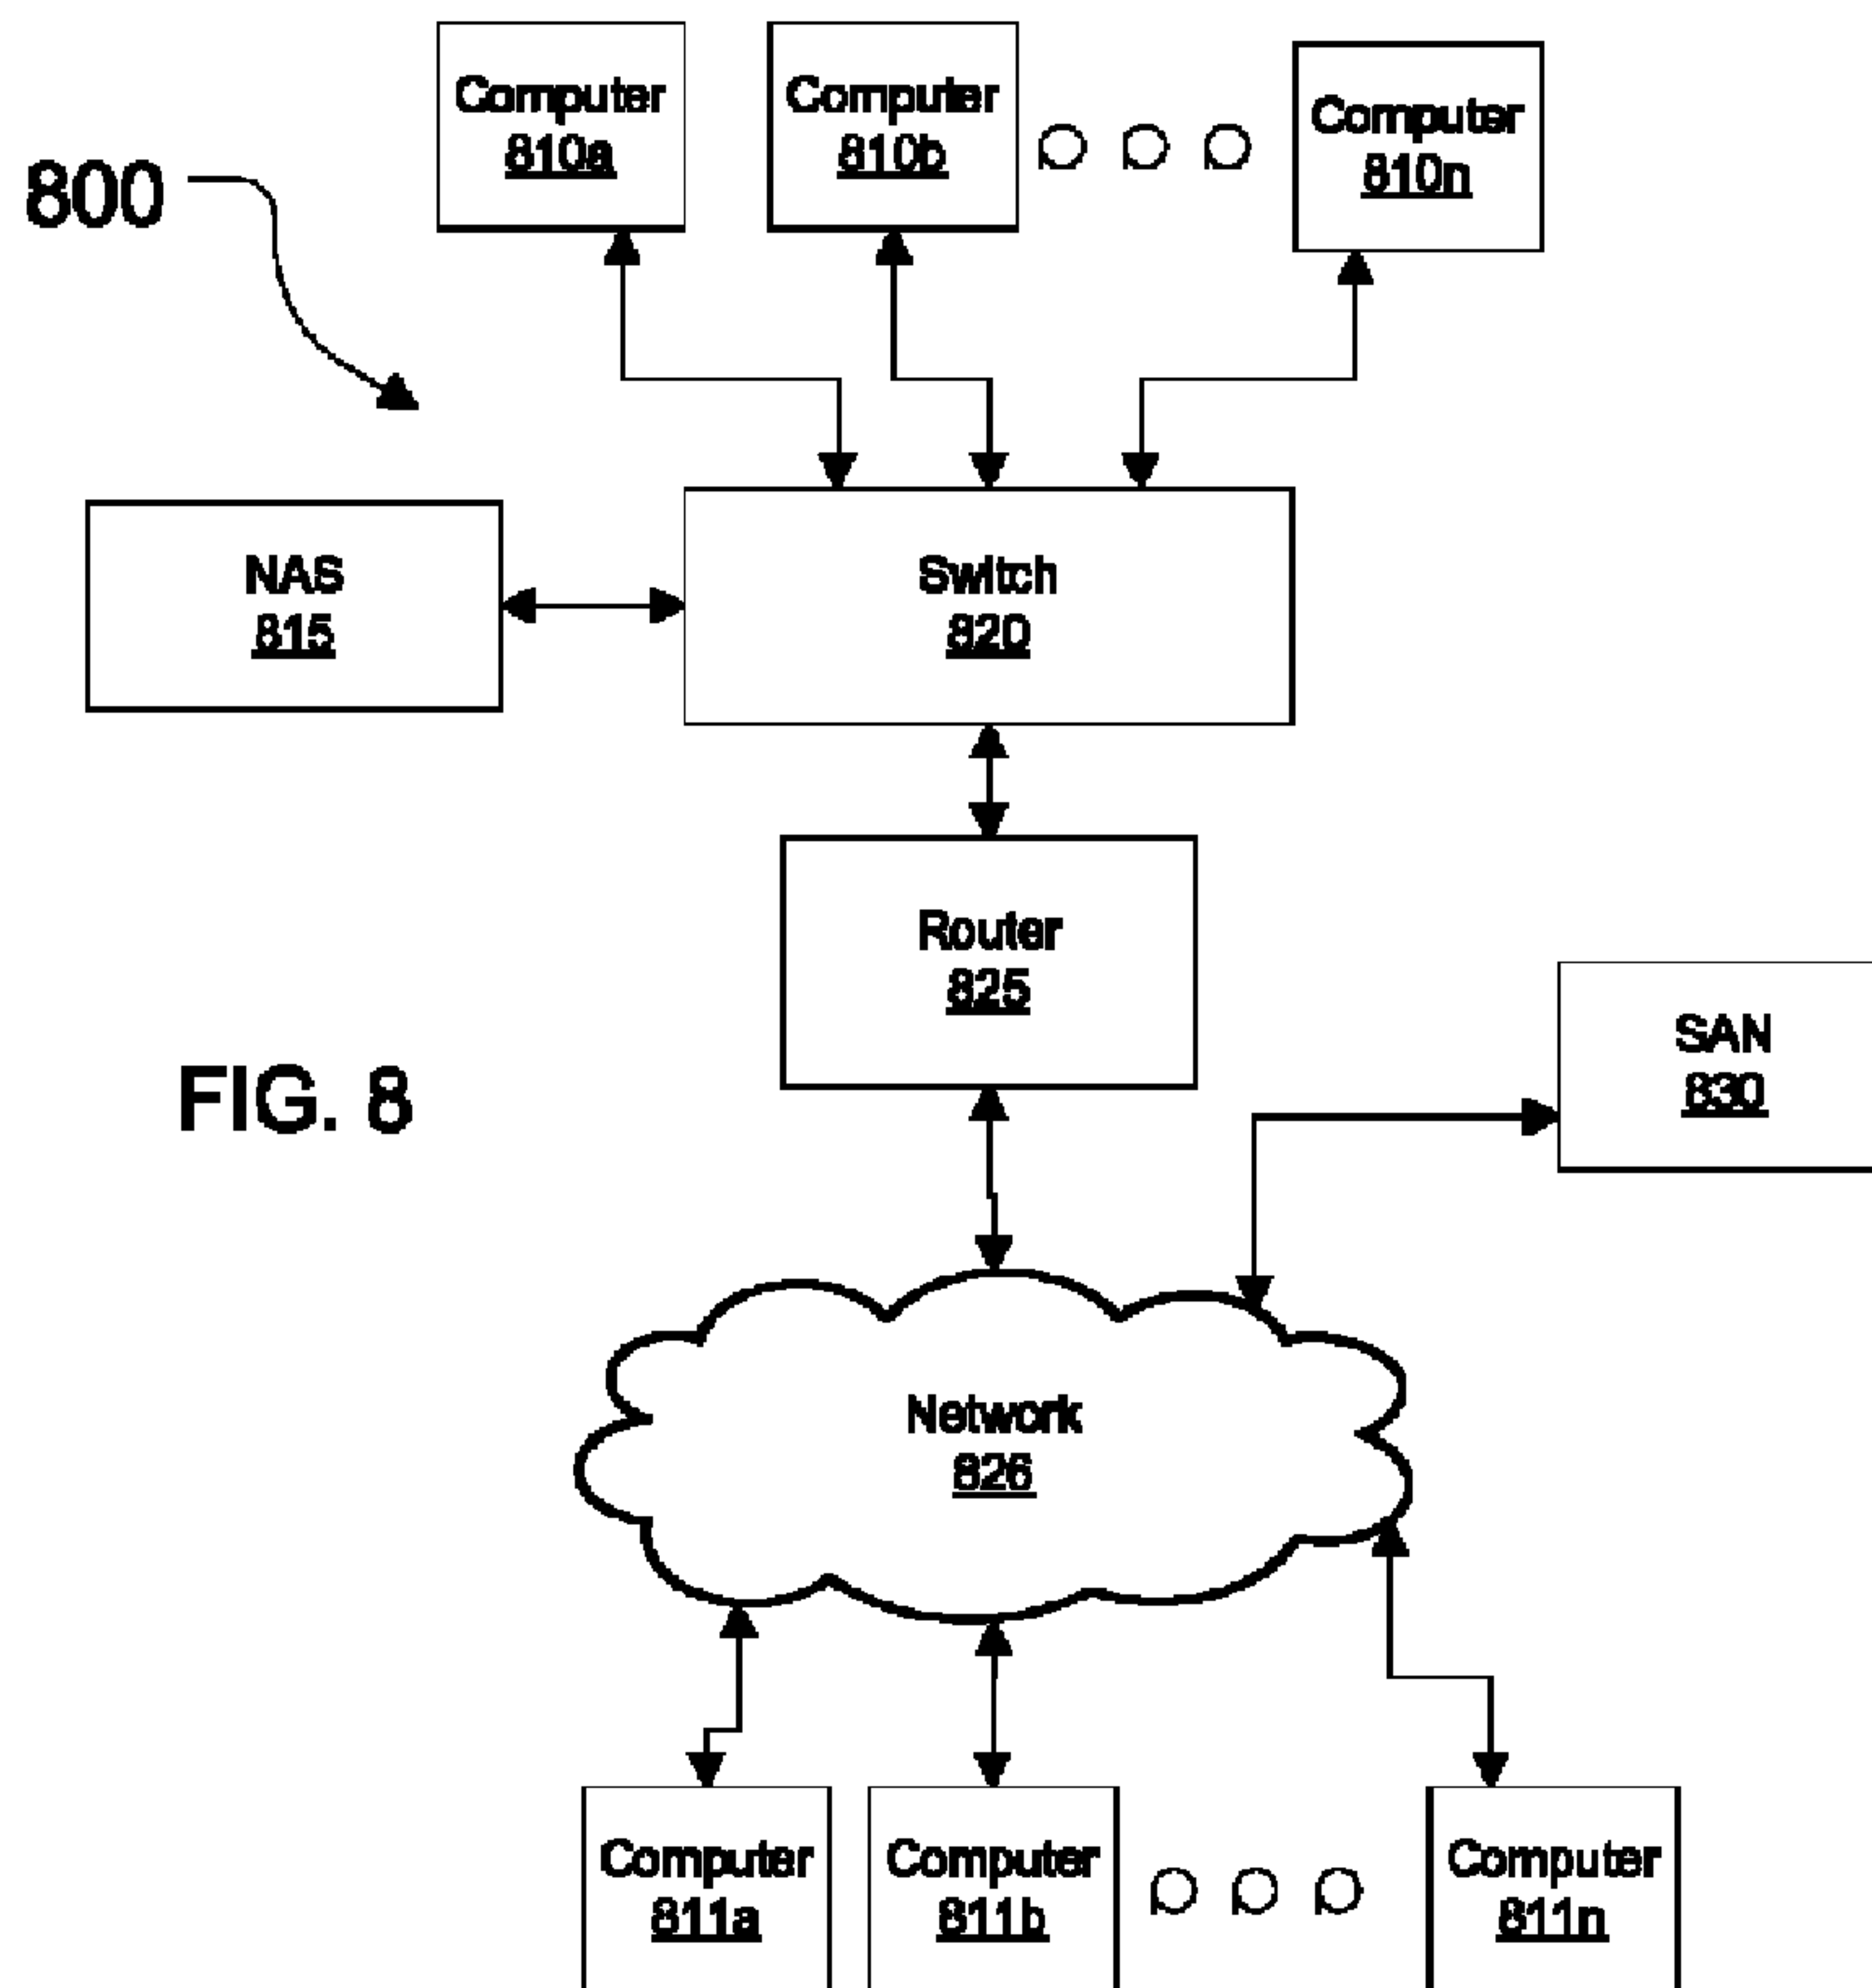 Computer
810a
Computer
810b
Computer
810n
800
NAS
815
Switch
820
Router
825
SAN
830
FIG. 8
Network
826
Computer
811a
Computer
811b
Computer
811n